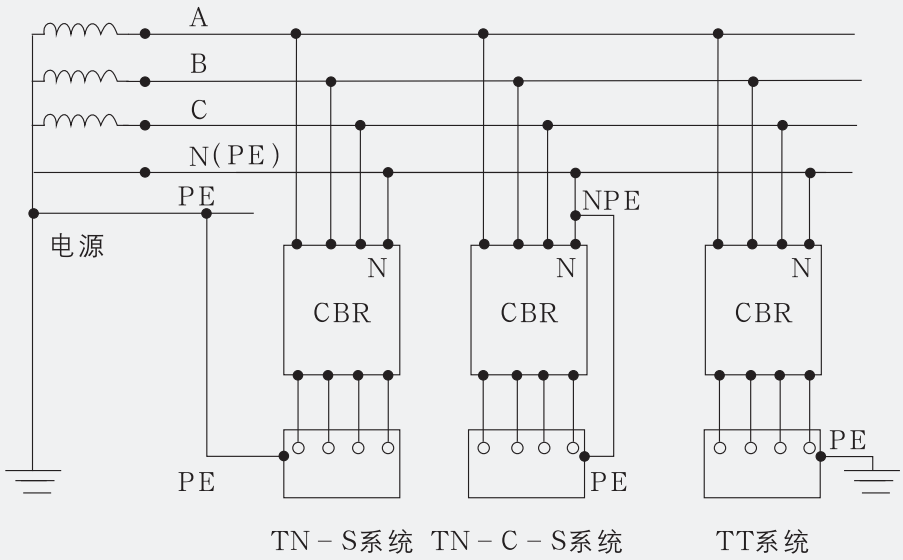 A
B
C
N(PE)
PE
NPE
电源
N N N
CBR CBR CBR
PE
PE PE
TN－S系统 TN－C－S系统 TT系统